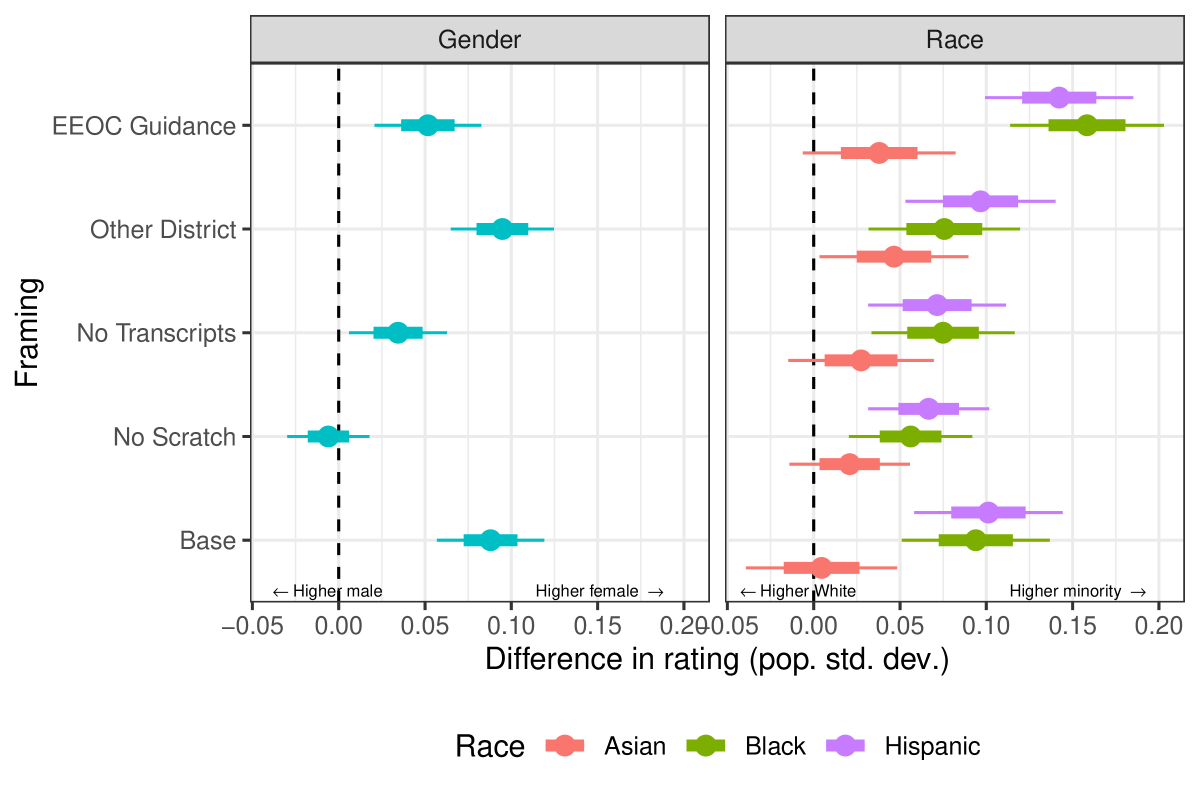 Gender Race
EEOC Guidance
Other District
No Transcripts
No Scratch
Base
Framing
← Higher male Higher female → ← Higher White Higher minority →
−0.05 0.00 0.05 0.10 0.15 0.20 −0.05 0.00 0.05 0.10 0.15 0.20
Difference in rating (pop. std. dev.)
Race Asian Black Hispanic